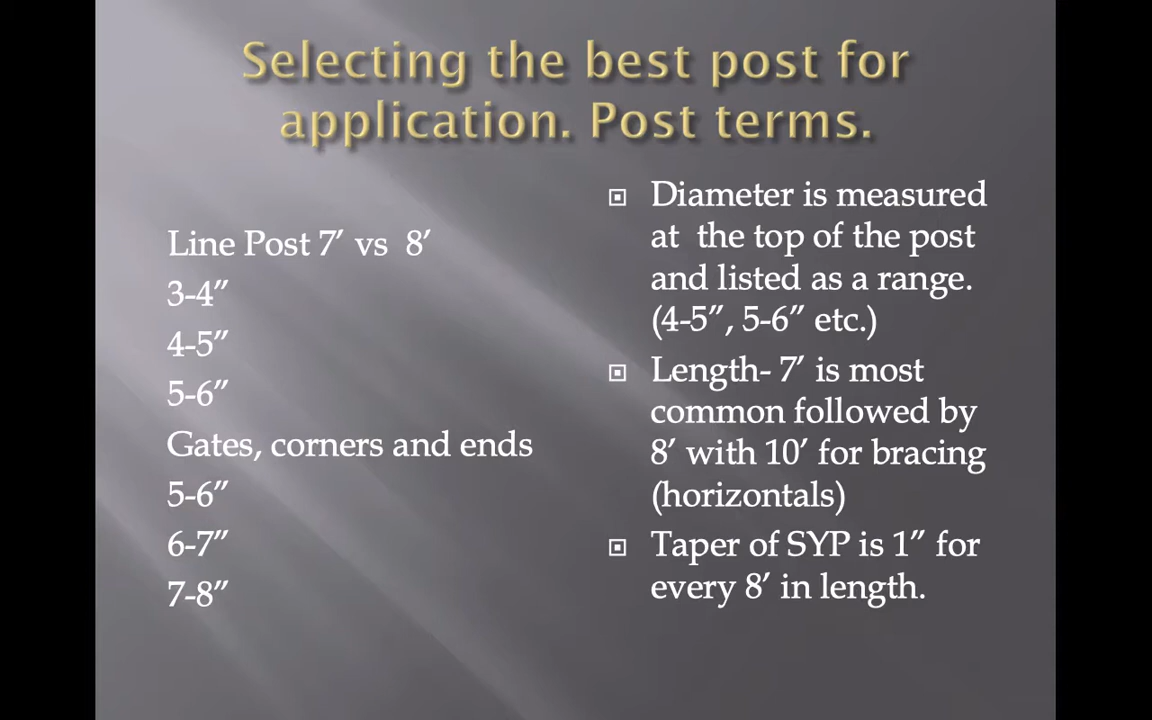 Selecting the best post for
application. Post terms.
Line Post 7’ vs  8’
3-4”
4-5”
5-6”
Gates, corners and ends
5-6”
6-7”
7-8”
Diameter is measured
at  the top of the post
and listed as a range.
(4-5”, 5-6” etc.)
Length- 7’ is most
common followed by
8’ with 10’ for bracing
(horizontals)
Taper of SYP is 1” for
every 8’ in length.